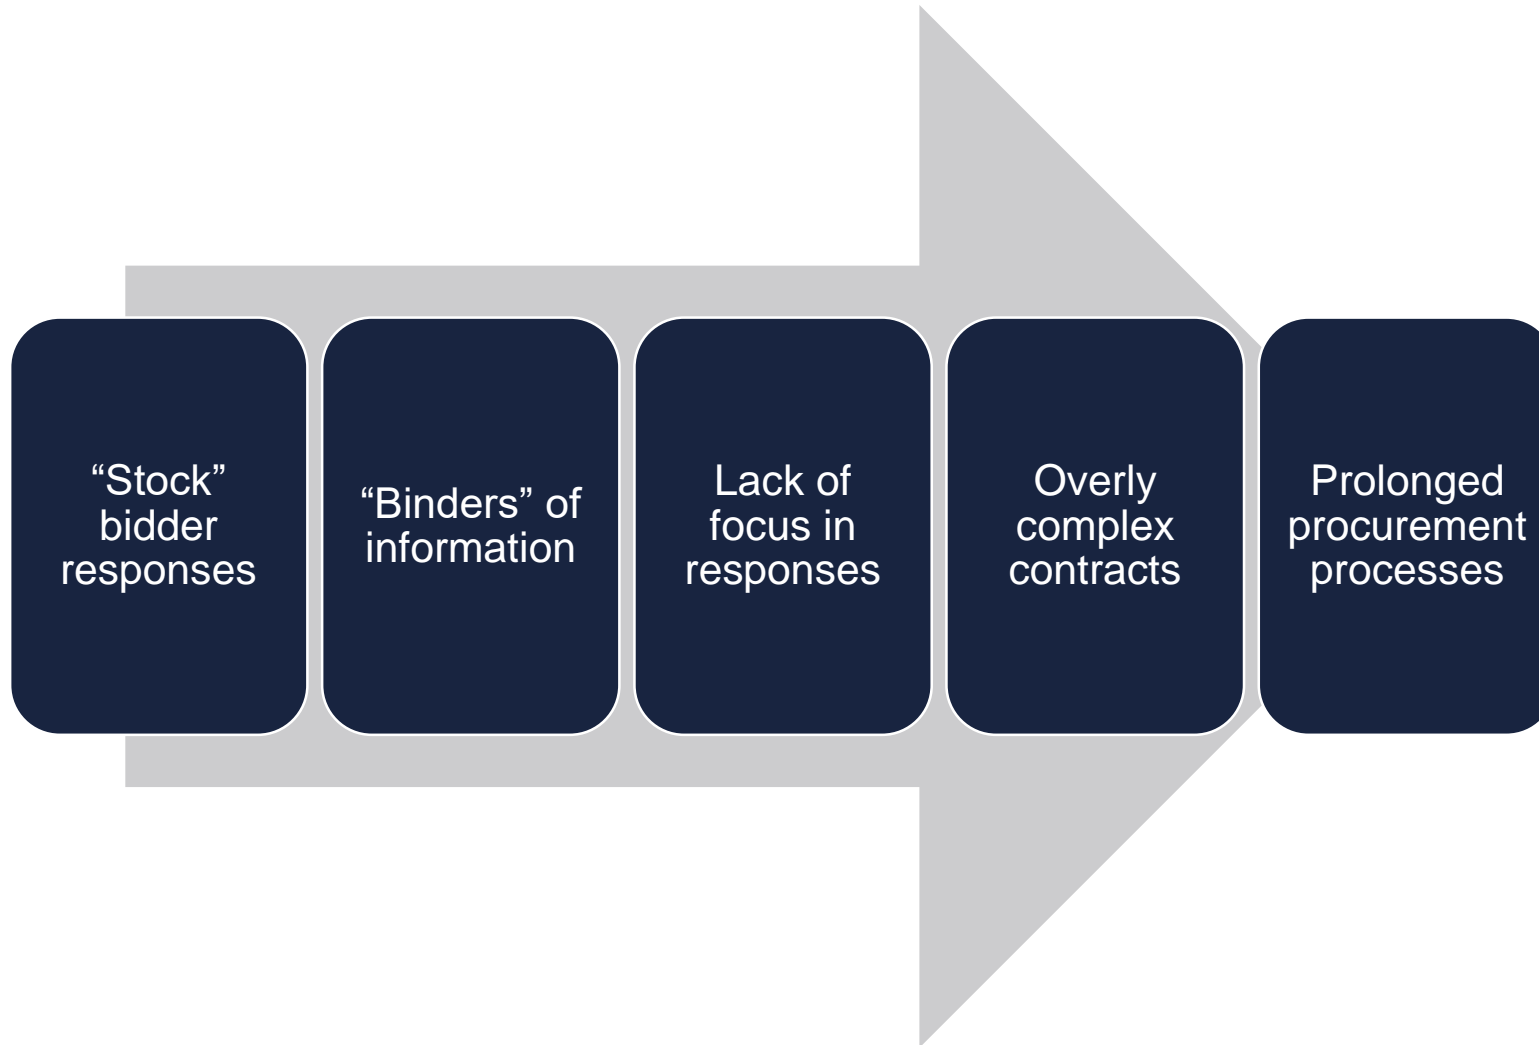 “Stock”
bidder
responses
“Binders” of
information
Lack of
focus in
responses
Overly
complex
contracts
Prolonged
procurement
processes